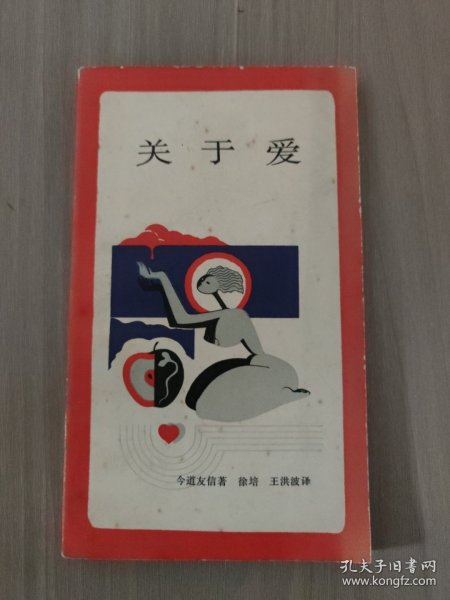 关于爱
今道友信著 徐培 王洪波译
孔夫子旧书网
www.kongfz.com